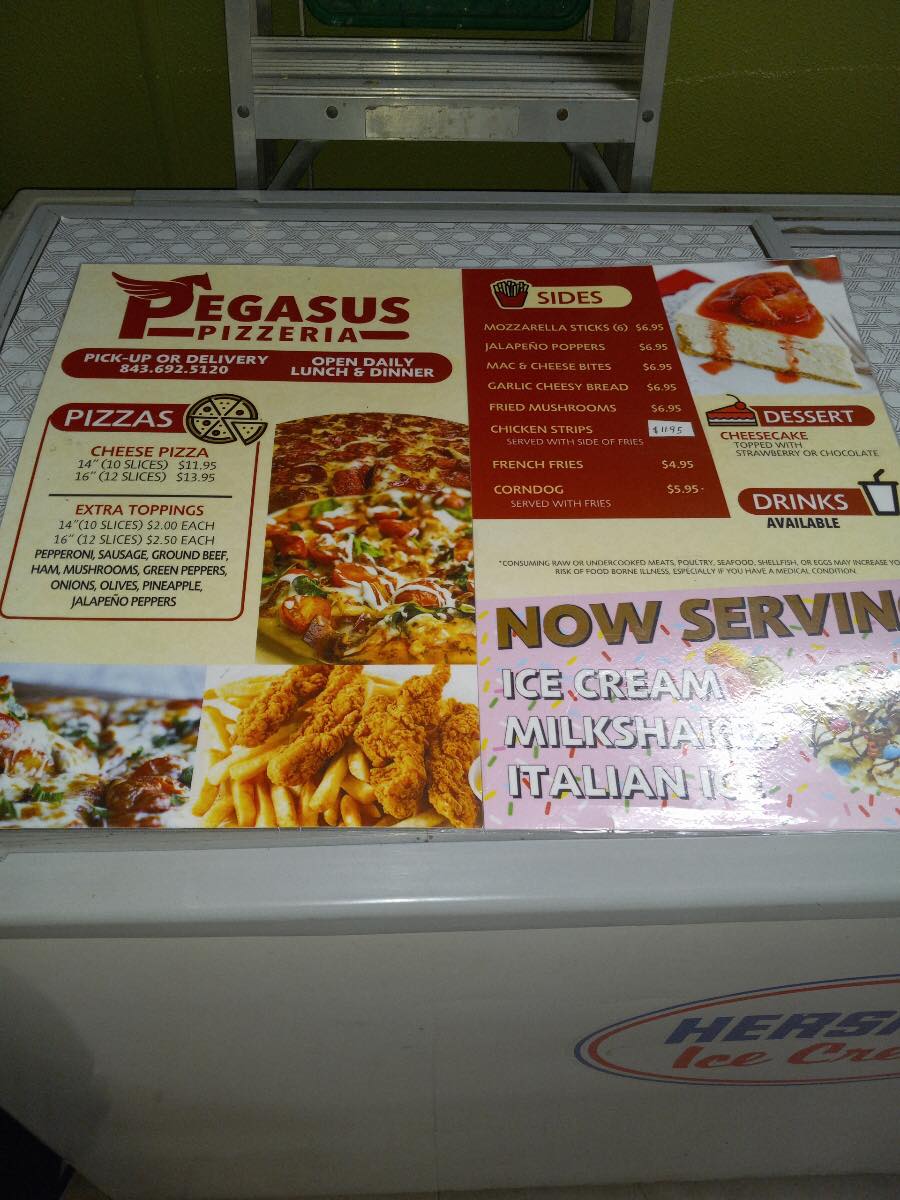 PEGASUS
PIZZERIA
PICK-UP OR DELIVERY
843.692.5120
OPEN DAILY
LUNCH & DINNER
PIZZAS
CHEESE PIZZA
14" (10 SLICES) $11.95
16" (12 SLICES) $13.95
EXTRA TOPPINGS
14"(10 SLICES) $2.00 EACH
16" (12 SLICES) $2.50 EACH
PEPPERONI, SAUSAGE, GROUND BEEF,
HAM, MUSHROOMS, GREEN PEPPERS,
ONIONS, OLIVES, PINEAPPLE,
JALAPEÑO PEPPERS
SIDES
MOZZARELLA STICKS (6) $6.95
JALAPEÑO POPPERS $6.95
MAC & CHEESE BITES $6.95
GARLIC CHEESY BREAD $6.95
FRIED MUSHROOMS $6.95
CHICKEN STRIPS $11.95
SERVED WITH SIDE OF FRIES
FRENCH FRIES $4.95
CORNDOG $5.95
SERVED WITH FRIES
DESSERT
CHEESECAKE
TOPPED WITH
STRAWBERRY OR CHOCOLATE
DRINKS
AVAILABLE
*CONSUMING RAW OR UNDERCOOKED MEATS, POULTRY, SEAFOOD, SHELLFISH, OR EGGS MAY INCREASE
RISK OF FOOD BORNE ILLNESS, ESPECIALLY IF YOU HAVE A MEDICAL CONDITION.
NOW SERVIN
ICE CREAM
MILKSHA
ITALIAN IC
HERS
Ice Cre